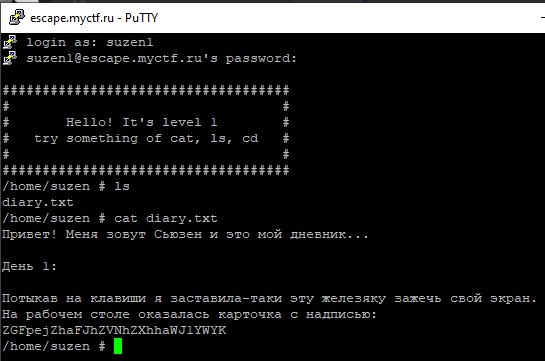 escape.myctf.ru - PuTTY
login as: suzen1
suzen1@escape.myctf.ru's password:
####################################
#                                  #
#       Hello! It's level 1        #
#   try something of cat, ls, cd   #
#                                  #
####################################
/home/suzen # ls
diary.txt
/home/suzen # cat diary.txt
Привет! Меня зовут Сьюзен и это мой дневник...
День 1:
Потыкав на клавиши я заставила-таки эту железяку зажечь свой экран.
На рабочем столе оказалась карточка с надписью:
ZGFpejZhaFJhZVNhZXhhaWJ1YWYK
/home/suzen #